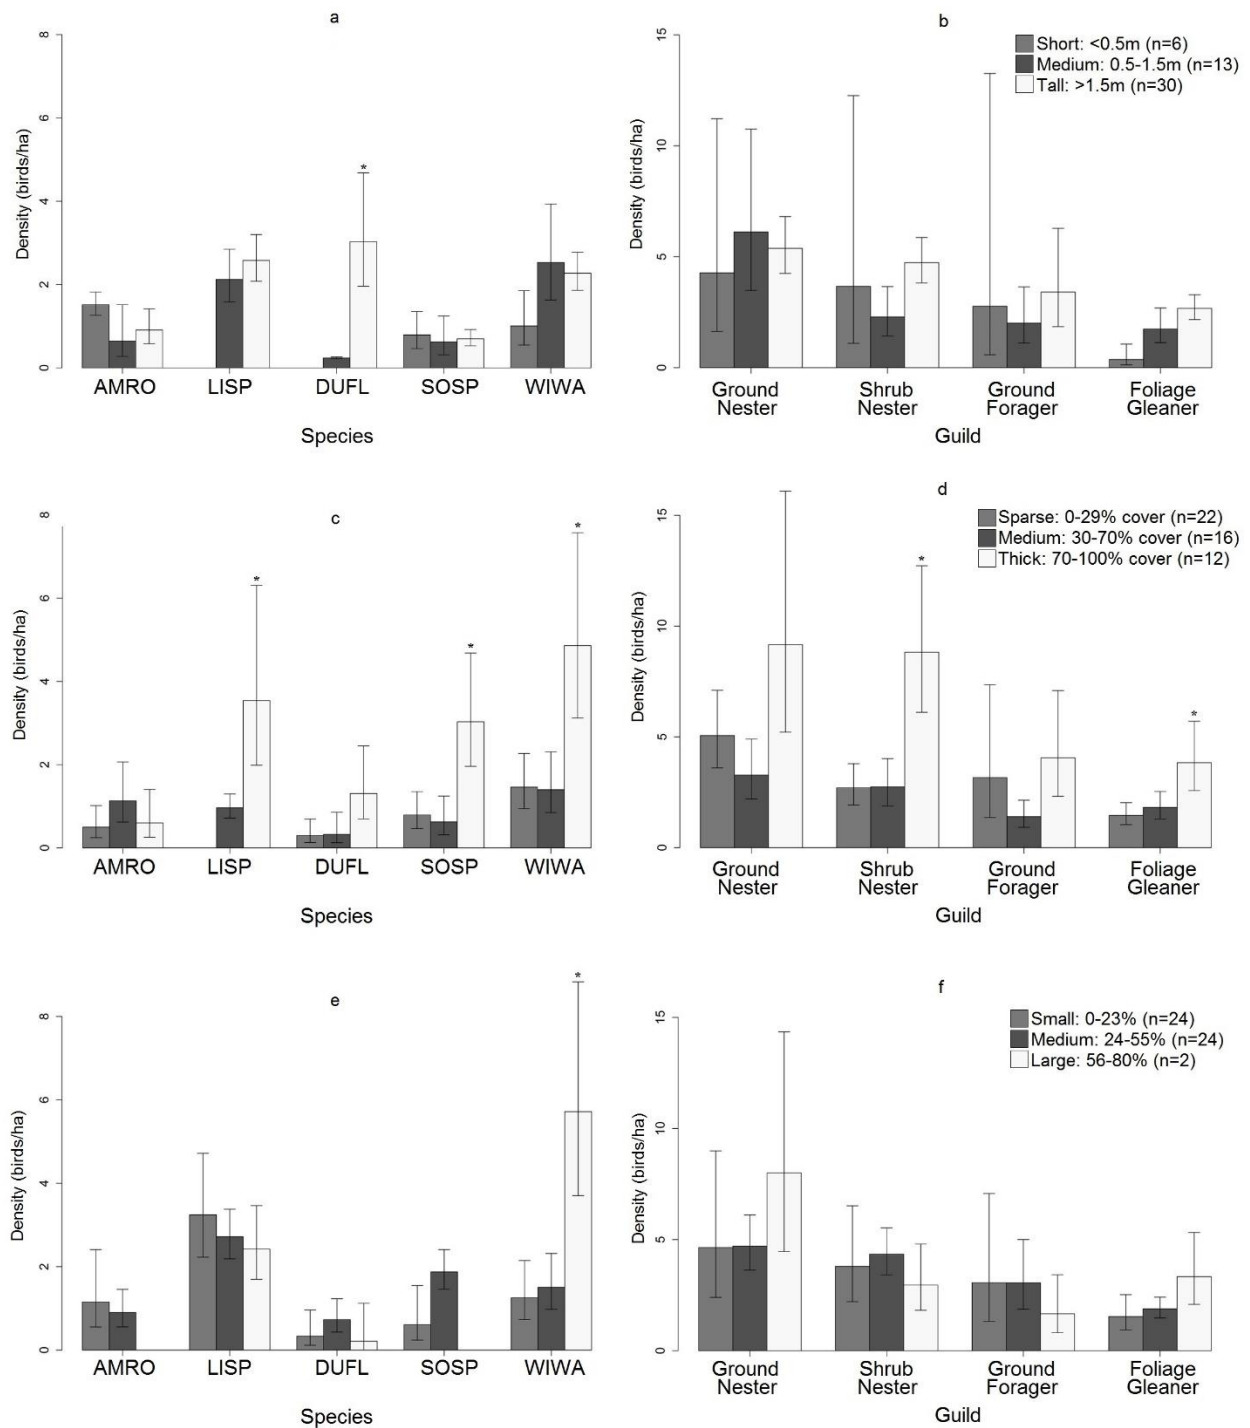 a
8
6
4
2
0
Density (birds/ha)
*
AMRO LISP DUFL SOSP WIWA
Species
b
15
10
5
0
Density (birds/ha)
Short: <0.5m (n=6)
Medium: 0.5-1.5m (n=13)
Tall: >1.5m (n=30)
Ground Shrub Ground Foliage
Nester Nester Forager Gleaner
Guild
c
8
6
4
2
0
Density (birds/ha)
* * *
AMRO LISP DUFL SOSP WIWA
Species
d
15
10
5
0
Density (birds/ha)
Sparse: 0-29% cover (n=22)
Medium: 30-70% cover (n=16)
Thick: 70-100% cover (n=12)
* *
Ground Shrub Ground Foliage
Nester Nester Forager Gleaner
Guild
e
8
6
4
2
0
Density (birds/ha)
*
AMRO LISP DUFL SOSP WIWA
Species
f
15
10
5
0
Density (birds/ha)
Small: 0-23% (n=24)
Medium: 24-55% (n=24)
Large: 56-80% (n=2)
Ground Shrub Ground Foliage
Nester Nester Forager Gleaner
Guild